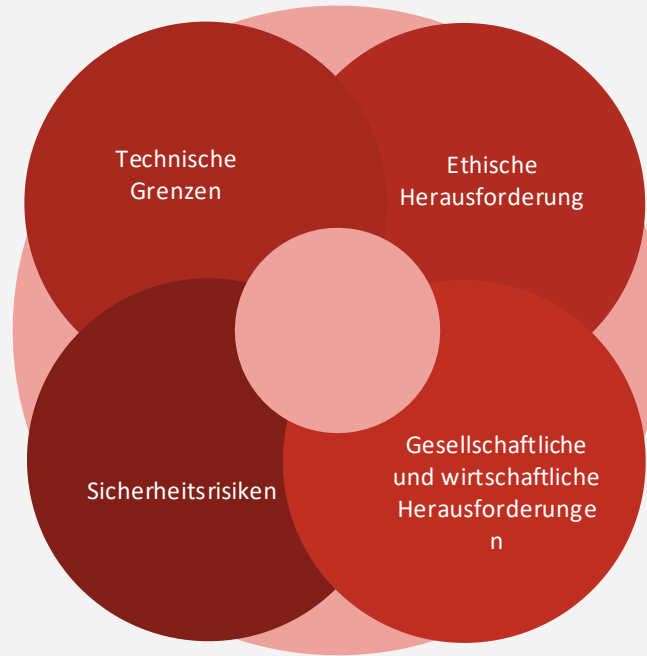 Technische
Grenzen
Ethische
Herausforderung
Sicherheitsrisiken
Gesellschaftliche
und wirtschaftliche
Herausforderunge
n